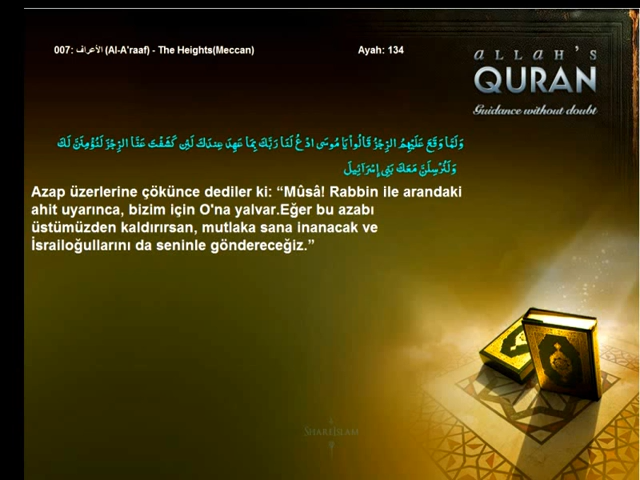 007: الأعراف (Al-A'raaf) - The Heights(Meccan) Ayah: 134
ALLAH'S
QURAN
Guidance without doubt
وَلَمَّا وَقَعَ عَلَيْهِمُ الرِّجْزُ قَالُواْ يَا مُوسَى ادْعُ لَنَا رَبَّكَ بِمَا عَهِدَ عِندَكَ لَئِن كَشَفْتَ عَنَّا الرِّجْزَ لَنُؤْمِنَنَّ لَكَ
وَلَنُرْسِلَنَّ مَعَكَ بَنِي إِسْرَآئِيلَ
Azap üzerlerine çökünce dediler ki: “Mûsâ! Rabbin ile arandaki
ahit uyarınca, bizim için O'na yalvar.Eğer bu azabı
üstümüzden kaldırırsan, mutlaka sana inanacak ve
İsrailoğullarını da seninle göndereceğiz.”
SHAREISLAM